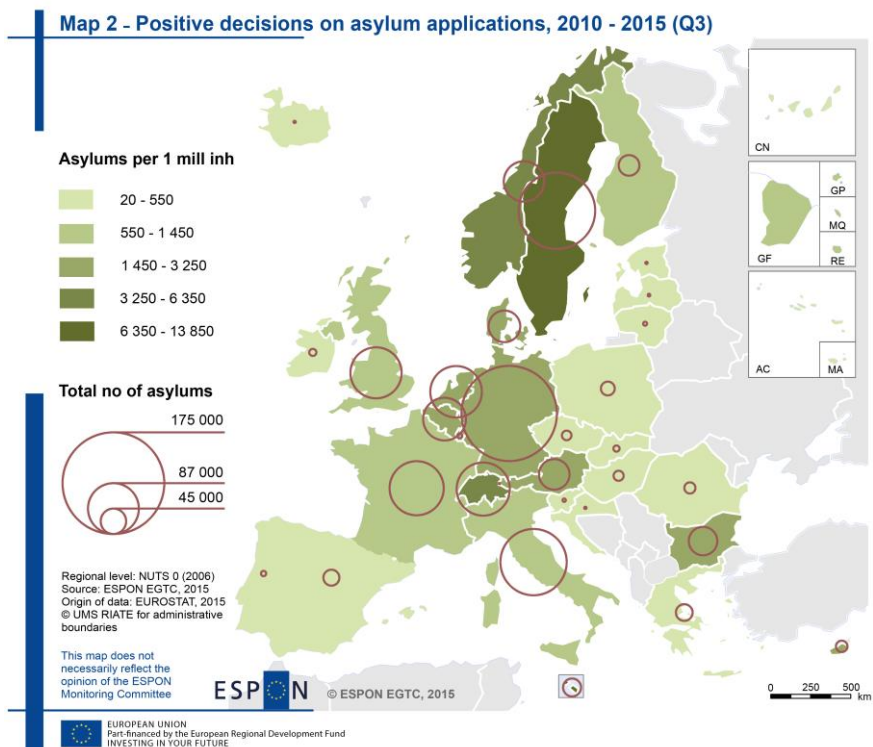 Map 2 - Positive decisions on asylum applications, 2010 - 2015 (Q3)
Asylums per 1 mill inh
20 - 550
550 - 1 450
1 450 - 3 250
3 250 - 6 350
6 350 - 13 850
Total no of asylums
175 000
87 000
45 000
Regional level: NUTS 0 (2006)
Source: ESPON EGTC, 2015
Origin of data: EUROSTAT, 2015
© UMS RIATE for administrative
boundaries
This map does not
necessarily reflect the
opinion of the ESPON
Monitoring Committee
ESPON
© ESPON EGTC, 2015
CN
GF
GP
MQ
RE
AC
MA
0 250 500
km
EUROPEAN UNION
Part-financed by the European Regional Development Fund
INVESTING IN YOUR FUTURE